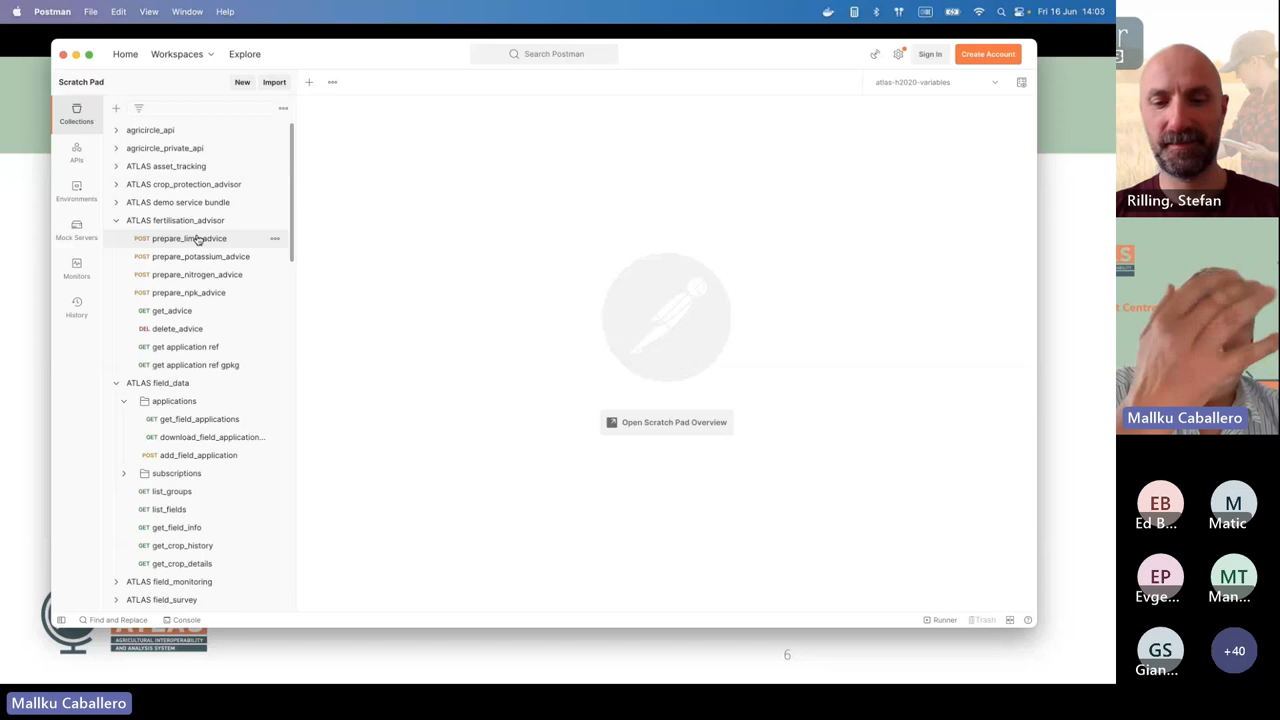 Postman File Edit View Window Help
Fri 16 Jun 14:03
Home Workspaces Explore
Search Postman
Sign In
Create Account
Scratch Pad
New
Import
atlas-h2020-variables
Collections
APIs
Environments
Mock Servers
Monitors
History
agricircle_api
agricircle_private_api
ATLAS asset_tracking
ATLAS crop_protection_advisor
ATLAS demo service bundle
ATLAS fertilisation_advisor
POST prepare_lime_advice
POST prepare_potassium_advice
POST prepare_nitrogen_advice
POST prepare_npk_advice
GET get_advice
DEL delete_advice
GET get application ref
GET get application ref gpkg
ATLAS field_data
applications
GET get_field_applications
GET download_field_application...
POST add_field_application
subscriptions
GET list_groups
GET list_fields
GET get_field_info
GET get_crop_history
GET get_crop_details
ATLAS field_monitoring
ATLAS field_survey
Open Scratch Pad Overview
Find and Replace
Console
Runner
Trash
AGRICULTURAL INTEROPERABILITY
AND ANALYSIS SYSTEM
6
Mallku Caballero
Rilling, Stefan
Mallku Caballero
EB
Ed B...
M
Matic
EP
Evge...
MT
Man...
GS
Gian...
+40